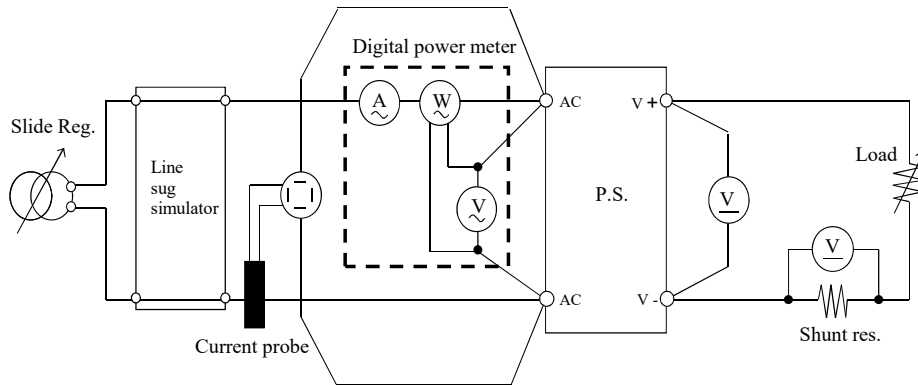 Digital power meter
A
W
AC
V +
Slide Reg.
Line
sug
simulator
V
P.S.
V
Load
V
AC
V -
Current probe
Shunt res.